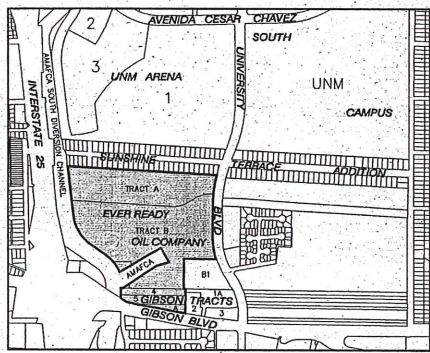 AVENIDA CESAR CHAVEZ
2
SOUTH
3
UNM ARENA
1
UNM
CAMPUS
AMAFCA SOUTH DIVERSION CHANNEL
INTERSTATE 25
UNIVERSITY
BLVD
SUNSHINE TERRACE ADDITION
TRACT A
EVER READY
TRACT B
OIL COMPANY
AMAFCA
B1
4
1A
5 GIBSON TRACTS
2
3
GIBSON BLVD